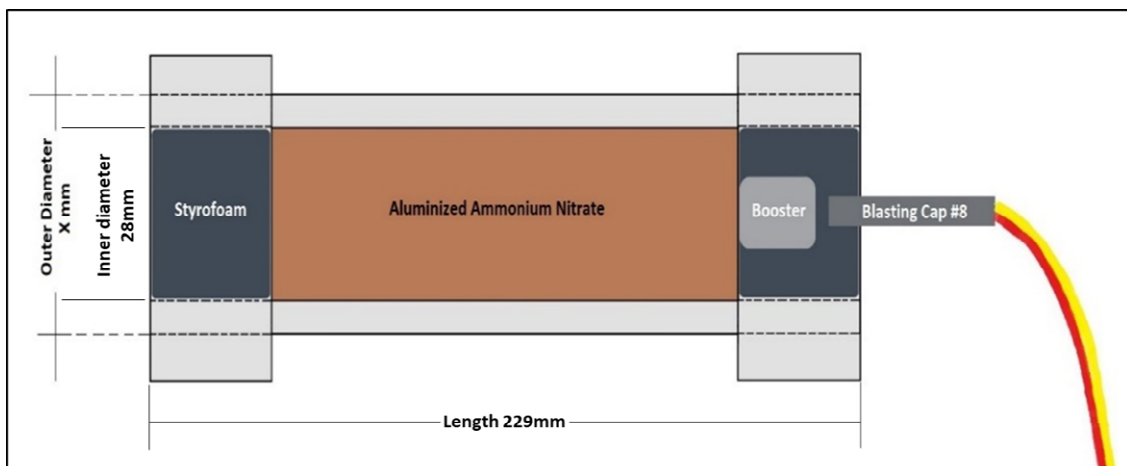 Outer Diameter
X mm
Inner diameter
28mm
Styrofoam
Aluminized Ammonium Nitrate
Booster
Blasting Cap #8
Length 229mm